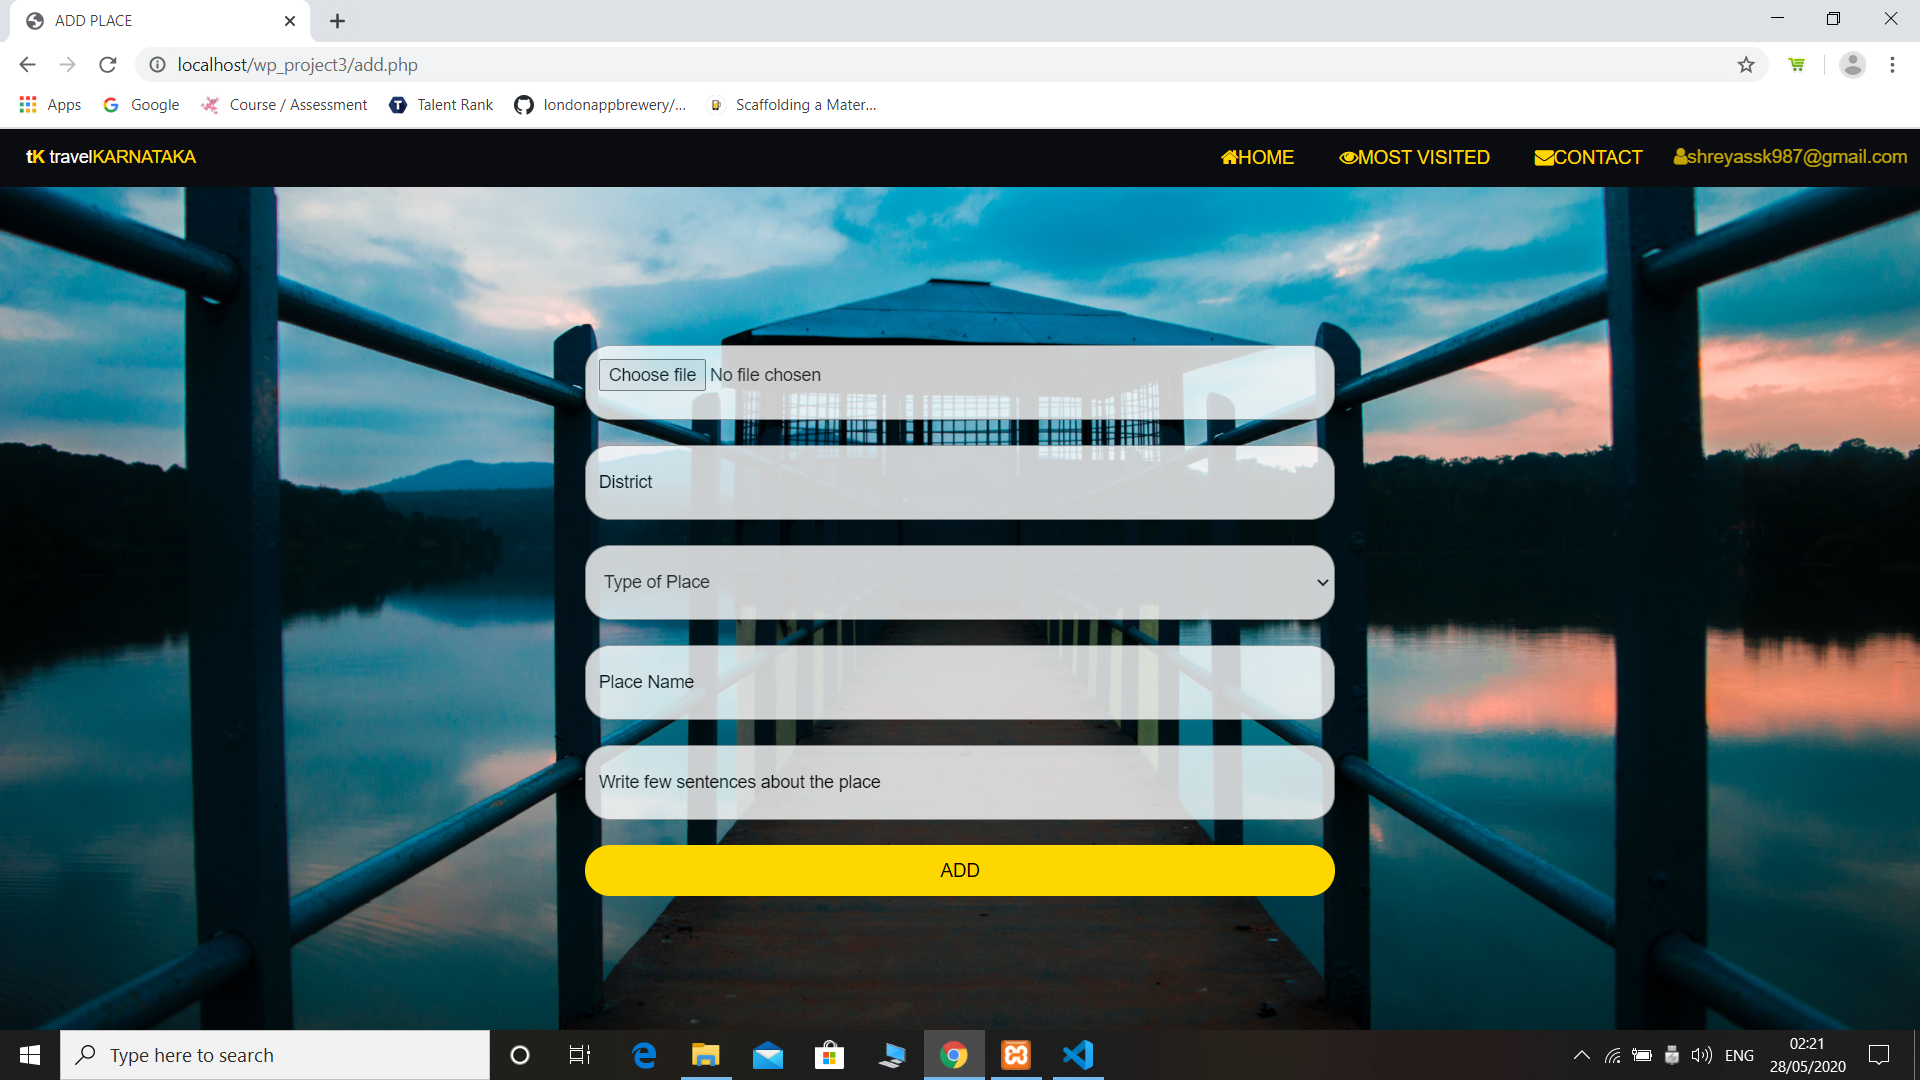 ADD PLACE
localhost/wp_project3/add.php
Apps Google Course / Assessment Talent Rank londonappbrewery/... Scaffolding a Mater...
tK travelKARNATAKA HOME MOST VISITED CONTACT shreyassk987@gmail.com
Choose file No file chosen
District
Type of Place
Place Name
Write few sentences about the place
ADD
Type here to search
ENG
02:21
28/05/2020